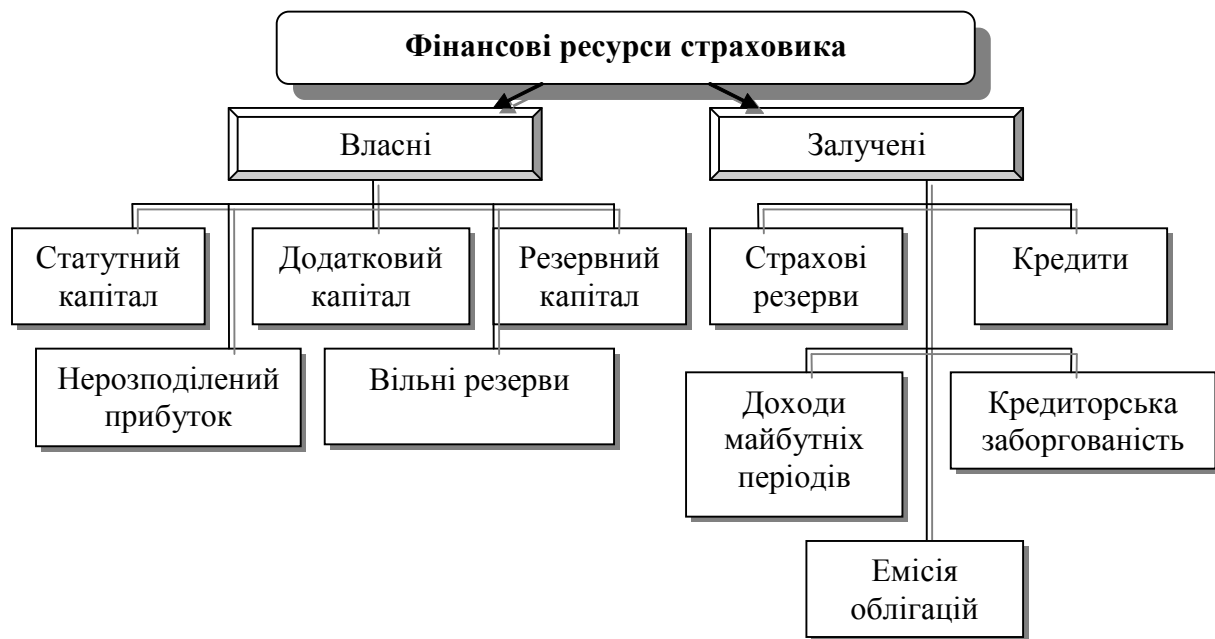 Фінансові ресурси страховика
Власні
Залучені
Статутний
капітал
Додатковий
капітал
Резервний
капітал
Страхові
резерви
Кредити
Нерозподілений
прибуток
Вільні резерви
Доходи
майбутніх
періодів
Кредиторська
заборгованість
Емісія
облігацій